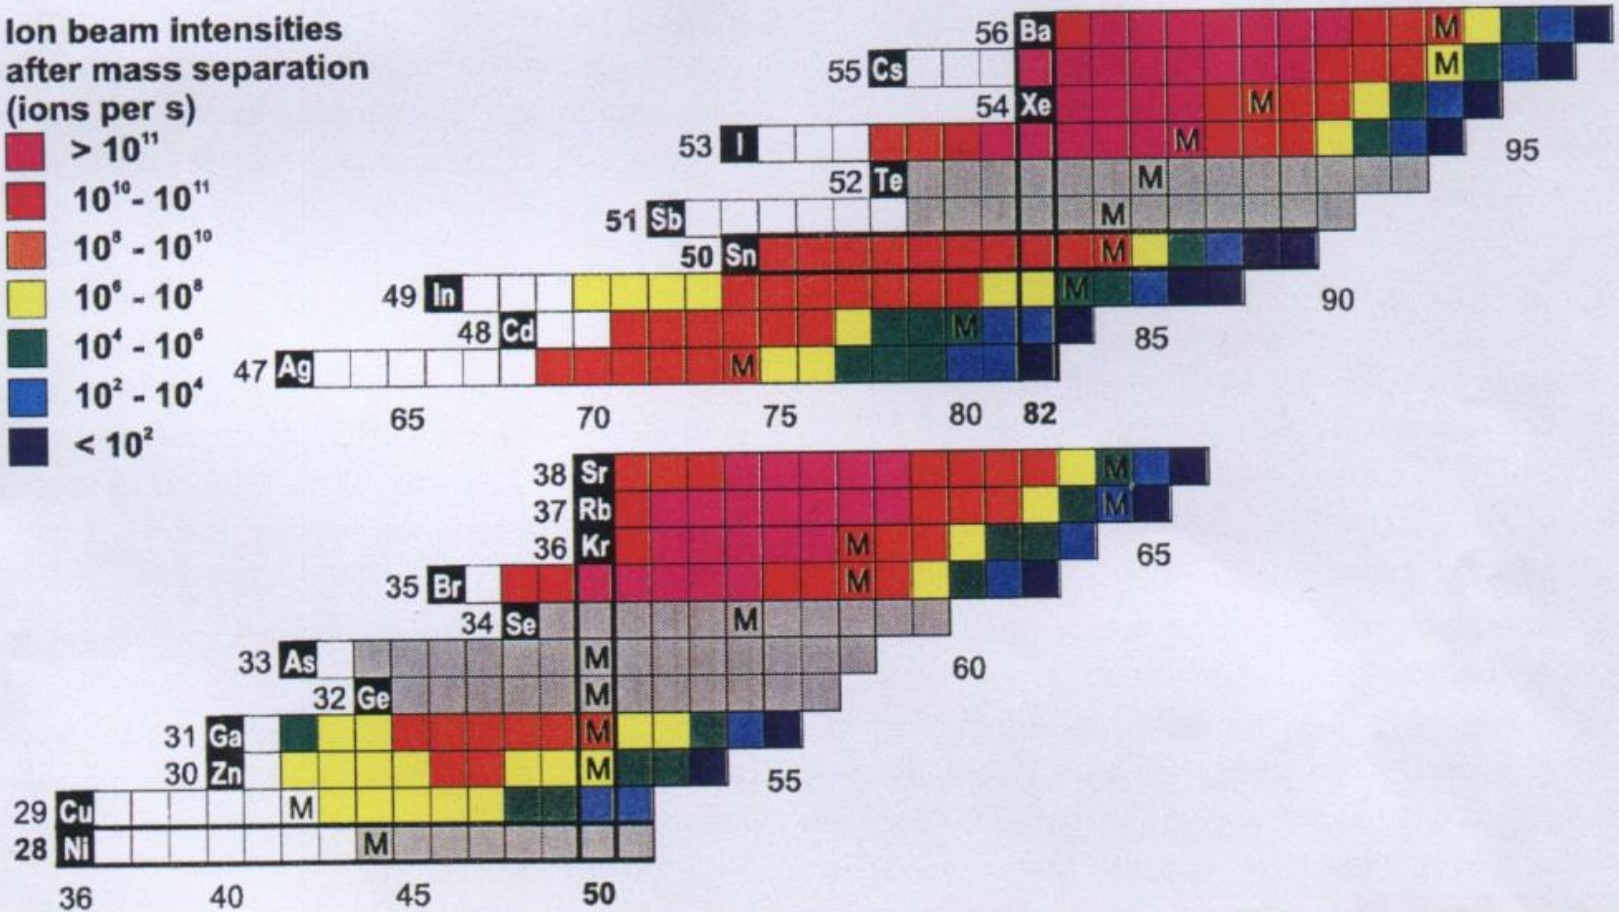 Ion beam intensities
after mass separation
(ions per s)
> 10¹¹
10¹⁰ - 10¹¹
10⁸ - 10¹⁰
10⁶ - 10⁸
10⁴ - 10⁶
10² - 10⁴
< 10²
56 Ba M
55 Cs M
54 Xe M
53 I M
95
52 Te M
51 Sb M
50 Sn M
49 In M
90
48 Cd M
85
47 Ag M
65 70 75 80 82
38 Sr M
37 Rb M
36 Kr M
65
35 Br M
34 Se M
33 As M
60
32 Ge M
31 Ga M
30 Zn M
55
29 Cu M
28 Ni M
36 40 45 50